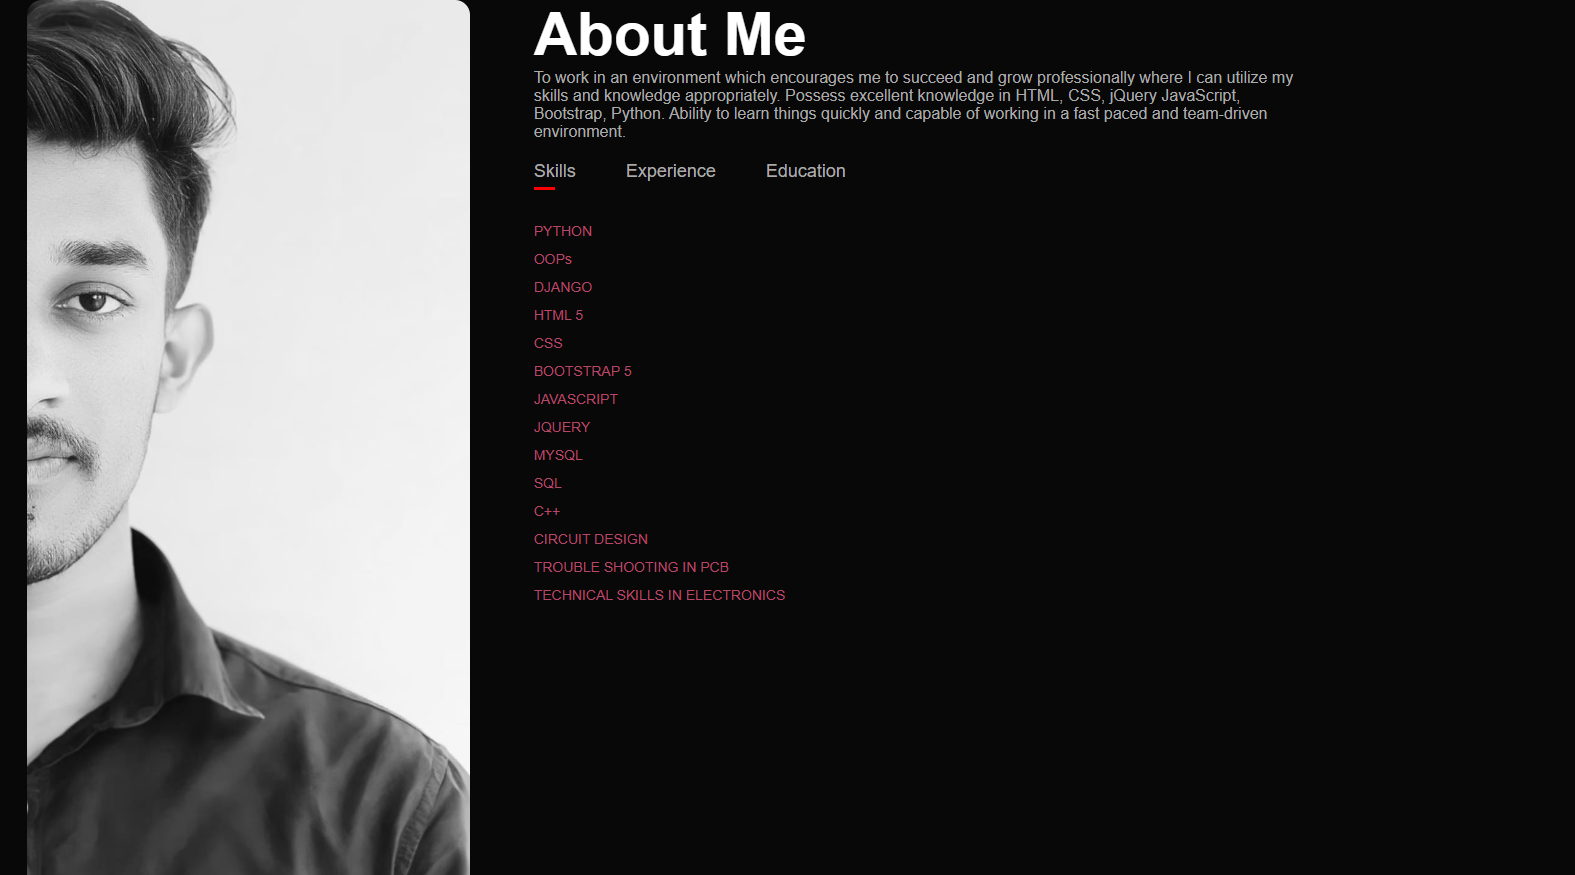 About Me
To work in an environment which encourages me to succeed and grow professionally where I can utilize my
skills and knowledge appropriately. Possess excellent knowledge in HTML, CSS, jQuery JavaScript,
Bootstrap, Python. Ability to learn things quickly and capable of working in a fast paced and team-driven
environment.
Skills Experience Education
PYTHON
OOPs
DJANGO
HTML 5
CSS
BOOTSTRAP 5
JAVASCRIPT
JQUERY
MYSQL
SQL
C++
CIRCUIT DESIGN
TROUBLE SHOOTING IN PCB
TECHNICAL SKILLS IN ELECTRONICS